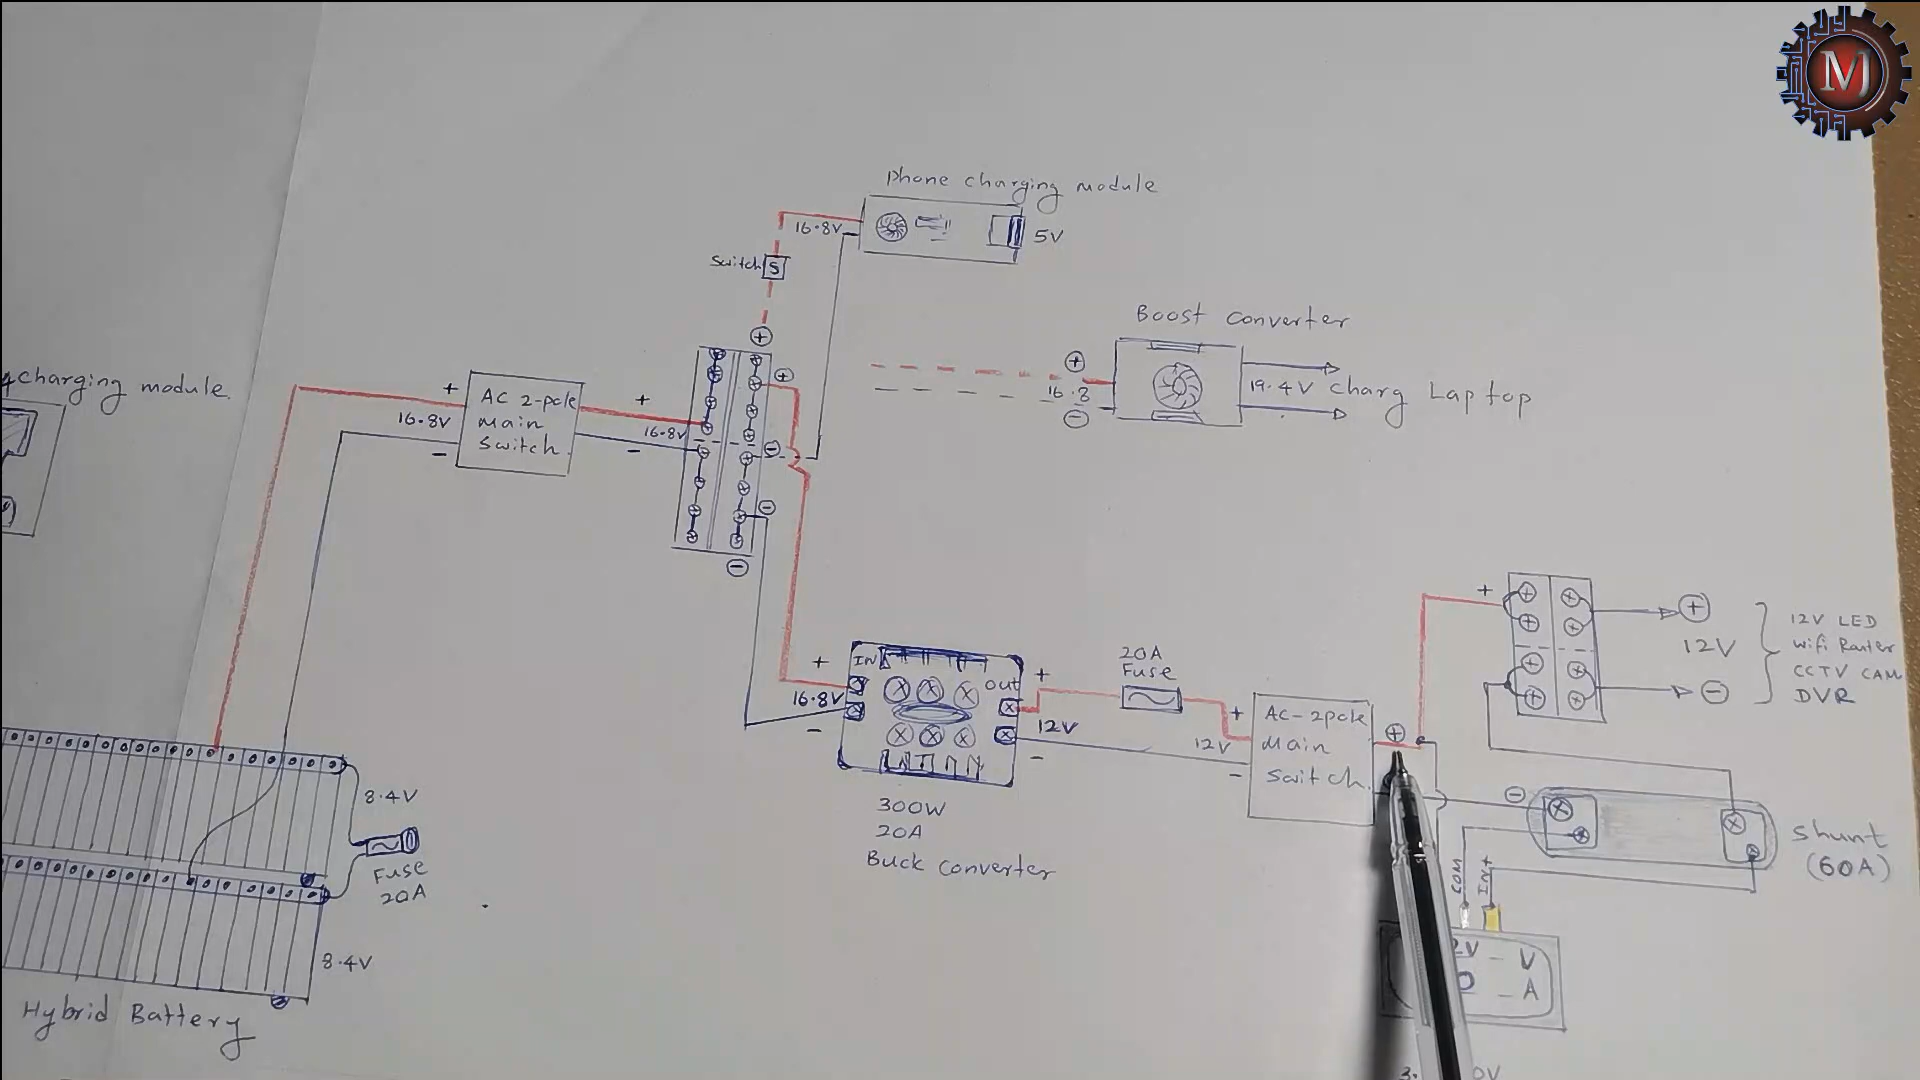 MJ
Phone charging module
16.8V
5V
Switch S
+
Boost converter
+
16.8
-
19.4V charg Laptop
charging module.
+
16.8V
-
AC 2-pole
main
switch.
+
16.8V
-
+
-
-
-
+
16.8V
-
IN
out
+
12V
-
300W
20A
Buck converter
20A
Fuse
+
12V
-
AC-2pole
main
switch.
+
-
+
+
12V
-
12V LED
wifi Router
CCTV CAM
DVR
shunt
(60A)
COM
IN+
V
A
8.4V
Fuse
20A
8.4V
Hybrid Battery